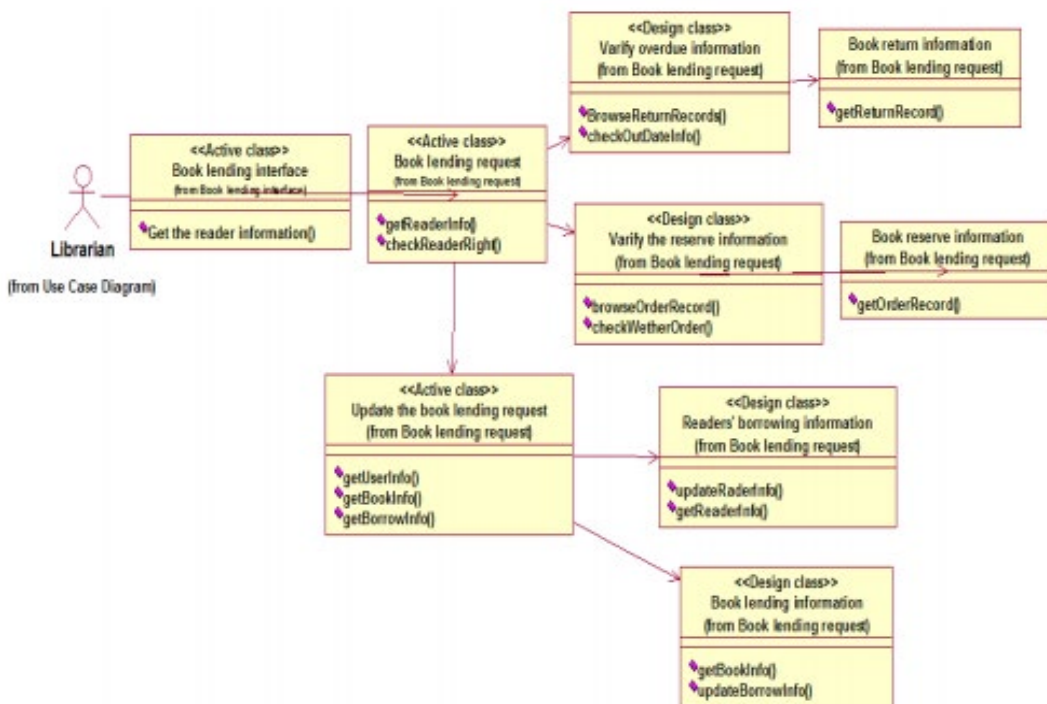 <<Design class>>
Varify overdue information
(from Book lending request)
BrowseReturnRecords()
checkOutDateInfo()
Book return information
(from Book lending request)
getReturnRecord()
<<Active class>>
Book lending interface
(from Book lending interface)
Get the reader information()
<<Active class>>
Book lending request
(from Book lending request)
getReaderInfo()
checkReaderRight()
Librarian
(from Use Case Diagram)
<<Design class>>
Varify the reserve information
(from Book lending request)
browseOrderRecord()
checkWetherOrder()
Book reserve information
(from Book lending request)
getOrderRecord()
<<Active class>>
Update the book lending request
(from Book lending request)
getUserInfo()
getBookInfo()
getBorrowInfo()
<<Design class>>
Readers' borrowing information
(from Book lending request)
updateRaderInfo()
getReaderInfo()
<<Design class>>
Book lending information
(from Book lending request)
getBookInfo()
updateBorrowInfo()